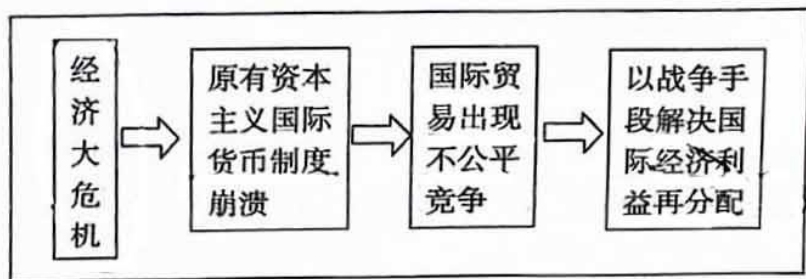 经
济
大
危
机
原有资本
主义国际
货币制度
崩溃
国际贸
易出现
不公平
竞争
以战争手
段解决国
际经济利
益再分配